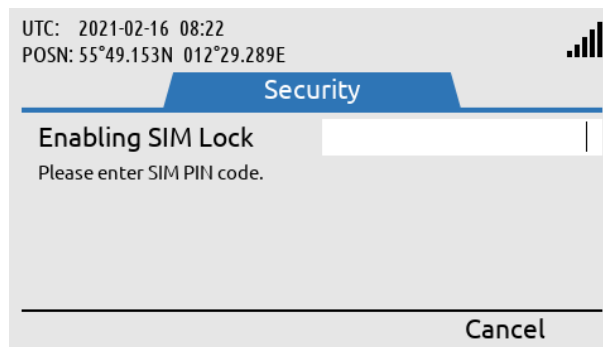 UTC: 2021-02-16 08:22
POSN: 55°49.153N 012°29.289E
Security
Enabling SIM Lock
Please enter SIM PIN code.
Cancel